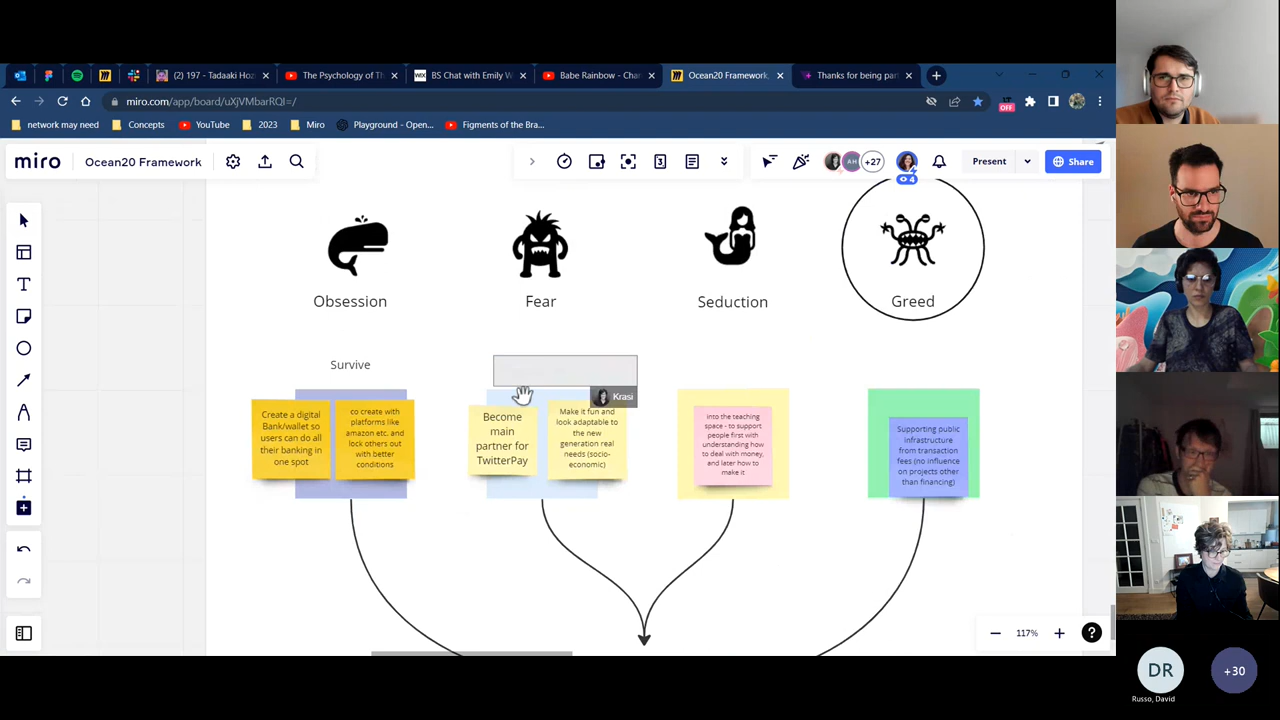 (2) 197 - Tadaaki Hoz
The Psychology of Th
BS Chat with Emily W
Babe Rainbow - Cha
Ocean20 Framework,
Thanks for being part
miro.com/app/board/uXjVMbarRQI=/
OFF
network may need
Concepts
YouTube
2023
Miro
Playground - Open...
Figments of the Bra...
miro
Ocean20 Framework
3
AH
+27
4
Present
Share
Obsession
Fear
Seduction
Greed
Survive
Krasi
Create a digital
Bank/wallet so
users can do all
their banking in
one spot
co create with
platforms like
amazon etc. and
lock others out
with better
conditions
Become
main
partner for
TwitterPay
Make it fun and
look adaptable to
the new
generation real
needs (socio-
economic)
into the teaching
space - to support
people first with
understanding how
to deal with money,
and later how to
make it
Supporting public
infrastructure
from transaction
fees (no influence
on projects other
than financing)
117%
?
DR
Russo, David
+30